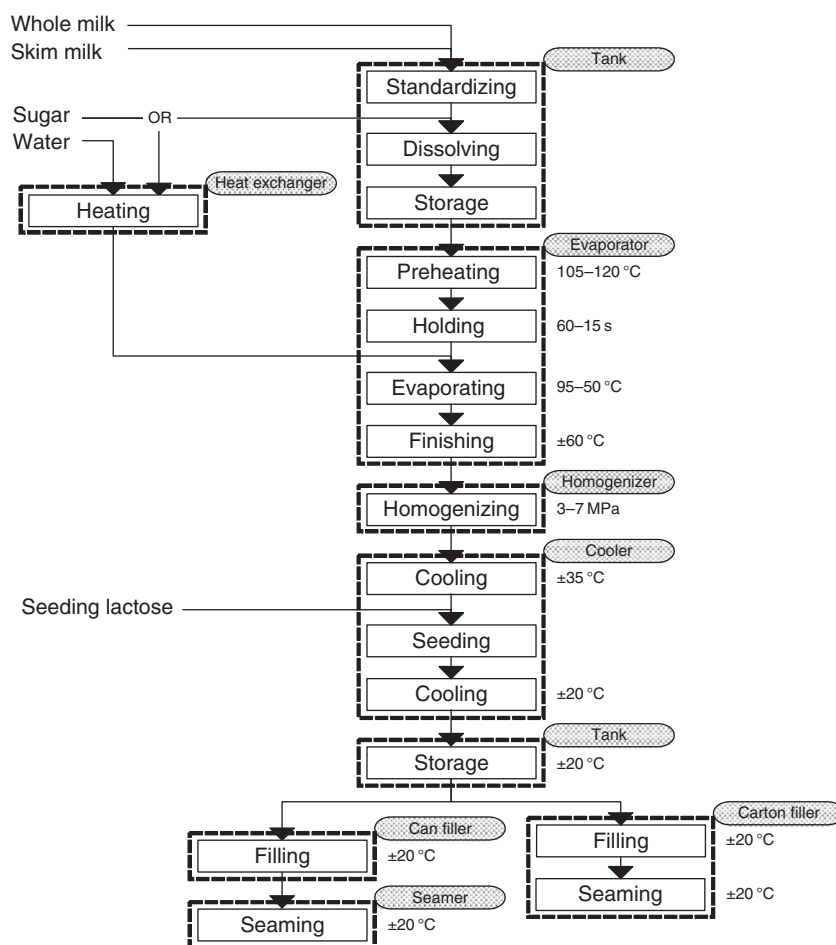 Whole milk
Skim milk
Tank
Standardizing
Sugar
OR
Water
Dissolving
Heat exchanger
Heating
Storage
Evaporator
Preheating
105–120 °C
Holding
60–15 s
Evaporating
95–50 °C
Finishing
±60 °C
Homogenizer
Homogenizing
3–7 MPa
Cooler
Cooling
±35 °C
Seeding lactose
Seeding
Cooling
±20 °C
Tank
Storage
±20 °C
Can filler
Filling
±20 °C
Seamer
Seaming
±20 °C
Carton filler
Filling
±20 °C
Seaming
±20 °C